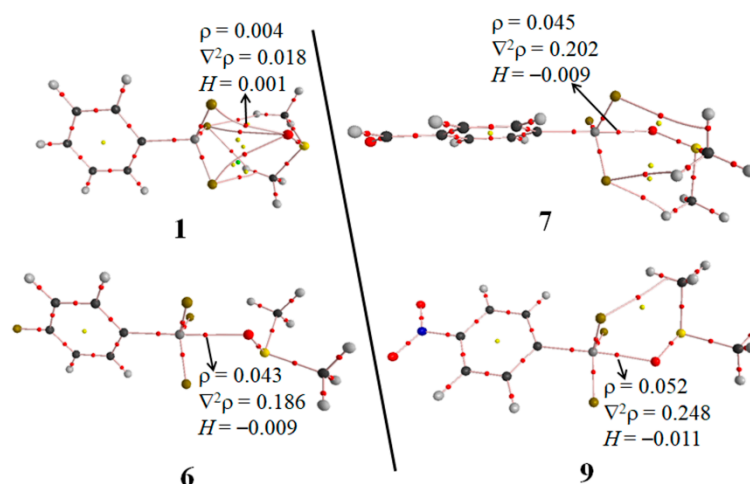 ρ = 0.004
∇²ρ = 0.018
H = 0.001
1
ρ = 0.045
∇²ρ = 0.202
H = −0.009
7
ρ = 0.043
∇²ρ = 0.186
H = −0.009
6
ρ = 0.052
∇²ρ = 0.248
H = −0.011
9